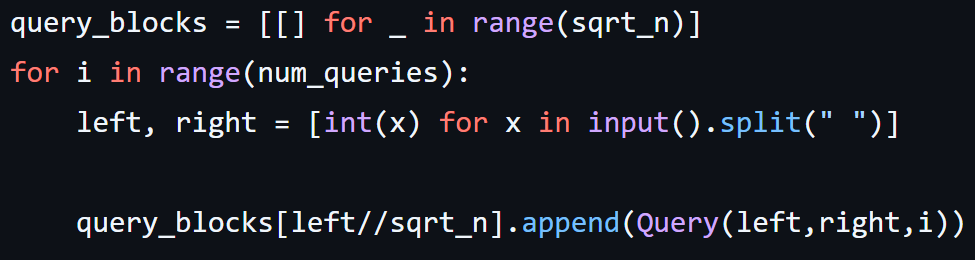 query_blocks = [[] for _ in range(sqrt_n)]
for i in range(num_queries):
    left, right = [int(x) for x in input().split(" ")]
    query_blocks[left//sqrt_n].append(Query(left,right,i))